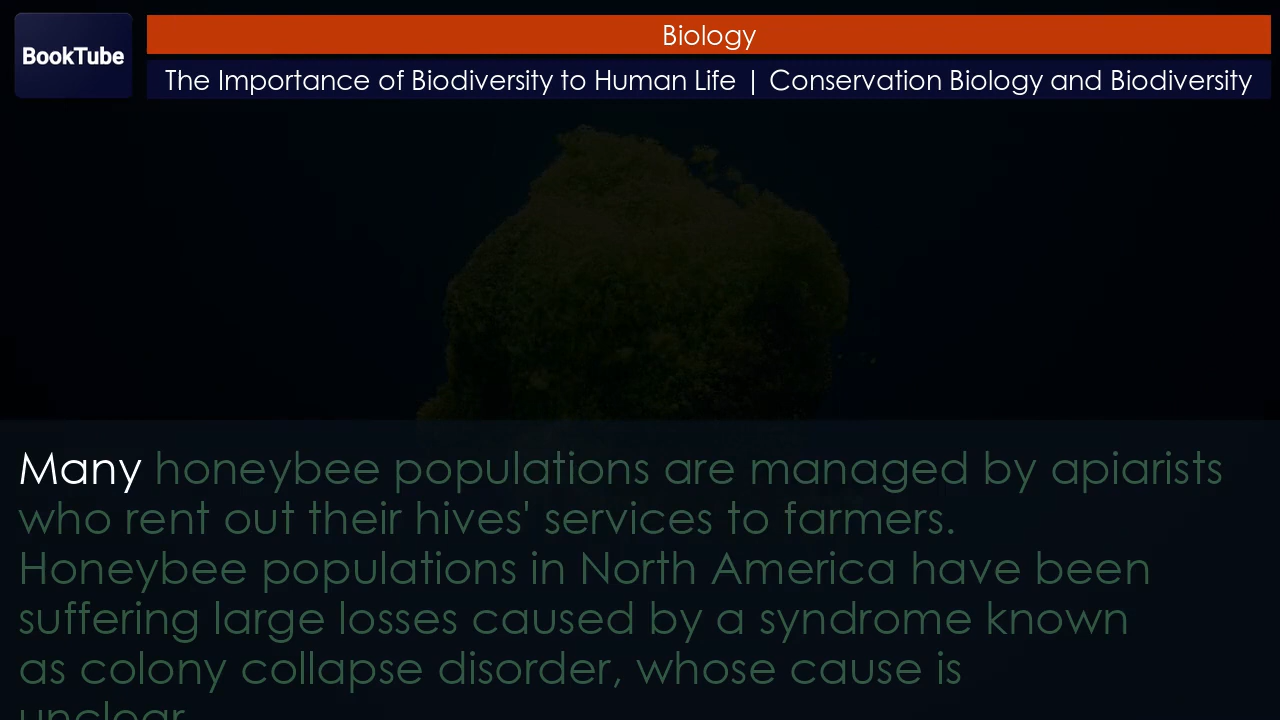 BookTube
Biology
The Importance of Biodiversity to Human Life | Conservation Biology and Biodiversity
Many honeybee populations are managed by apiarists
who rent out their hives' services to farmers.
Honeybee populations in North America have been
suffering large losses caused by a syndrome known
as colony collapse disorder, whose cause is
unclear.